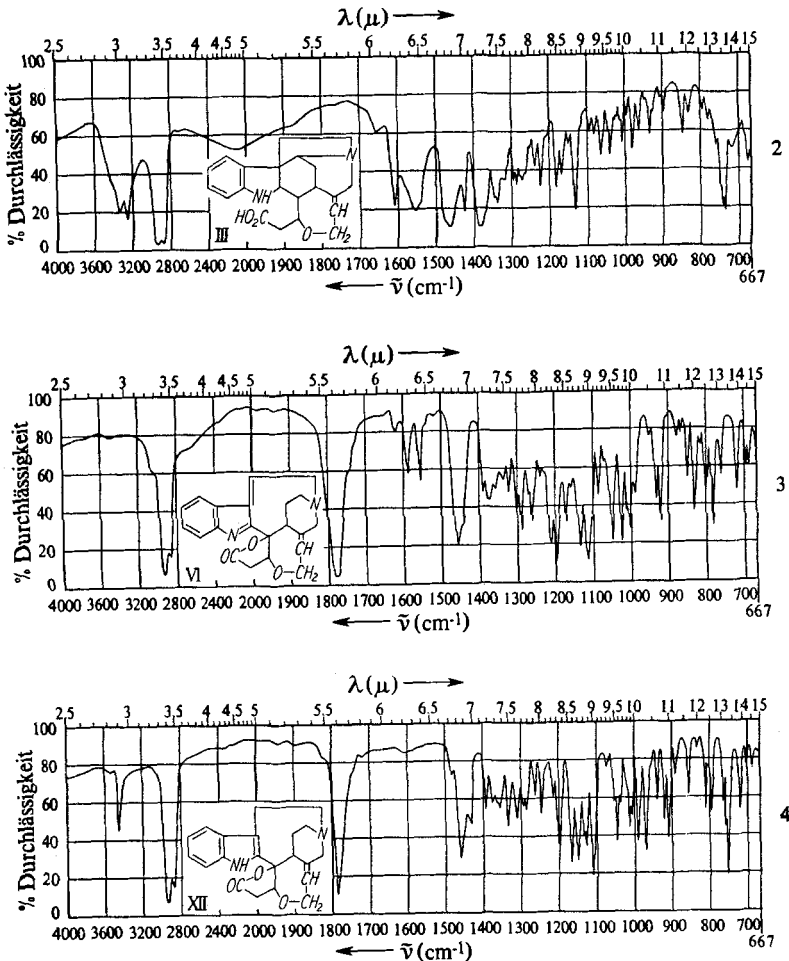 λ(μ) ⟶
2.5 3 3.5 4 4.5 5 5.5 6 6.5 7 7.5 8 8.5 9 9.5 10 11 12 13 14 15
% Durchlässigkeit
100
80
60
40
20
0
N
NH
HO₂C
CH
O—CH₂
III
2
4000 3600 3200 2800 2400 2000 1900 1800 1700 1600 1500 1400 1300 1200 1100 1000 900 800 700
667
⟵ ṽ (cm⁻¹)
λ(μ) ⟶
2.5 3 3.5 4 4.5 5 5.5 6 6.5 7 7.5 8 8.5 9 9.5 10 11 12 13 14 15
% Durchlässigkeit
100
80
60
40
20
0
N
N
O
CH
OC
O—CH₂
VI
3
4000 3600 3200 2800 2400 2000 1900 1800 1700 1600 1500 1400 1300 1200 1100 1000 900 800 700
667
⟵ ṽ (cm⁻¹)
λ(μ) ⟶
2.5 3 3.5 4 4.5 5 5.5 6 6.5 7 7.5 8 8.5 9 9.5 10 11 12 13 14 15
% Durchlässigkeit
100
80
60
40
20
0
N
NH
O
CH
OC
O—CH₂
XII
4
4000 3600 3200 2800 2400 2000 1900 1800 1700 1600 1500 1400 1300 1200 1100 1000 900 800 700
667
⟵ ṽ (cm⁻¹)